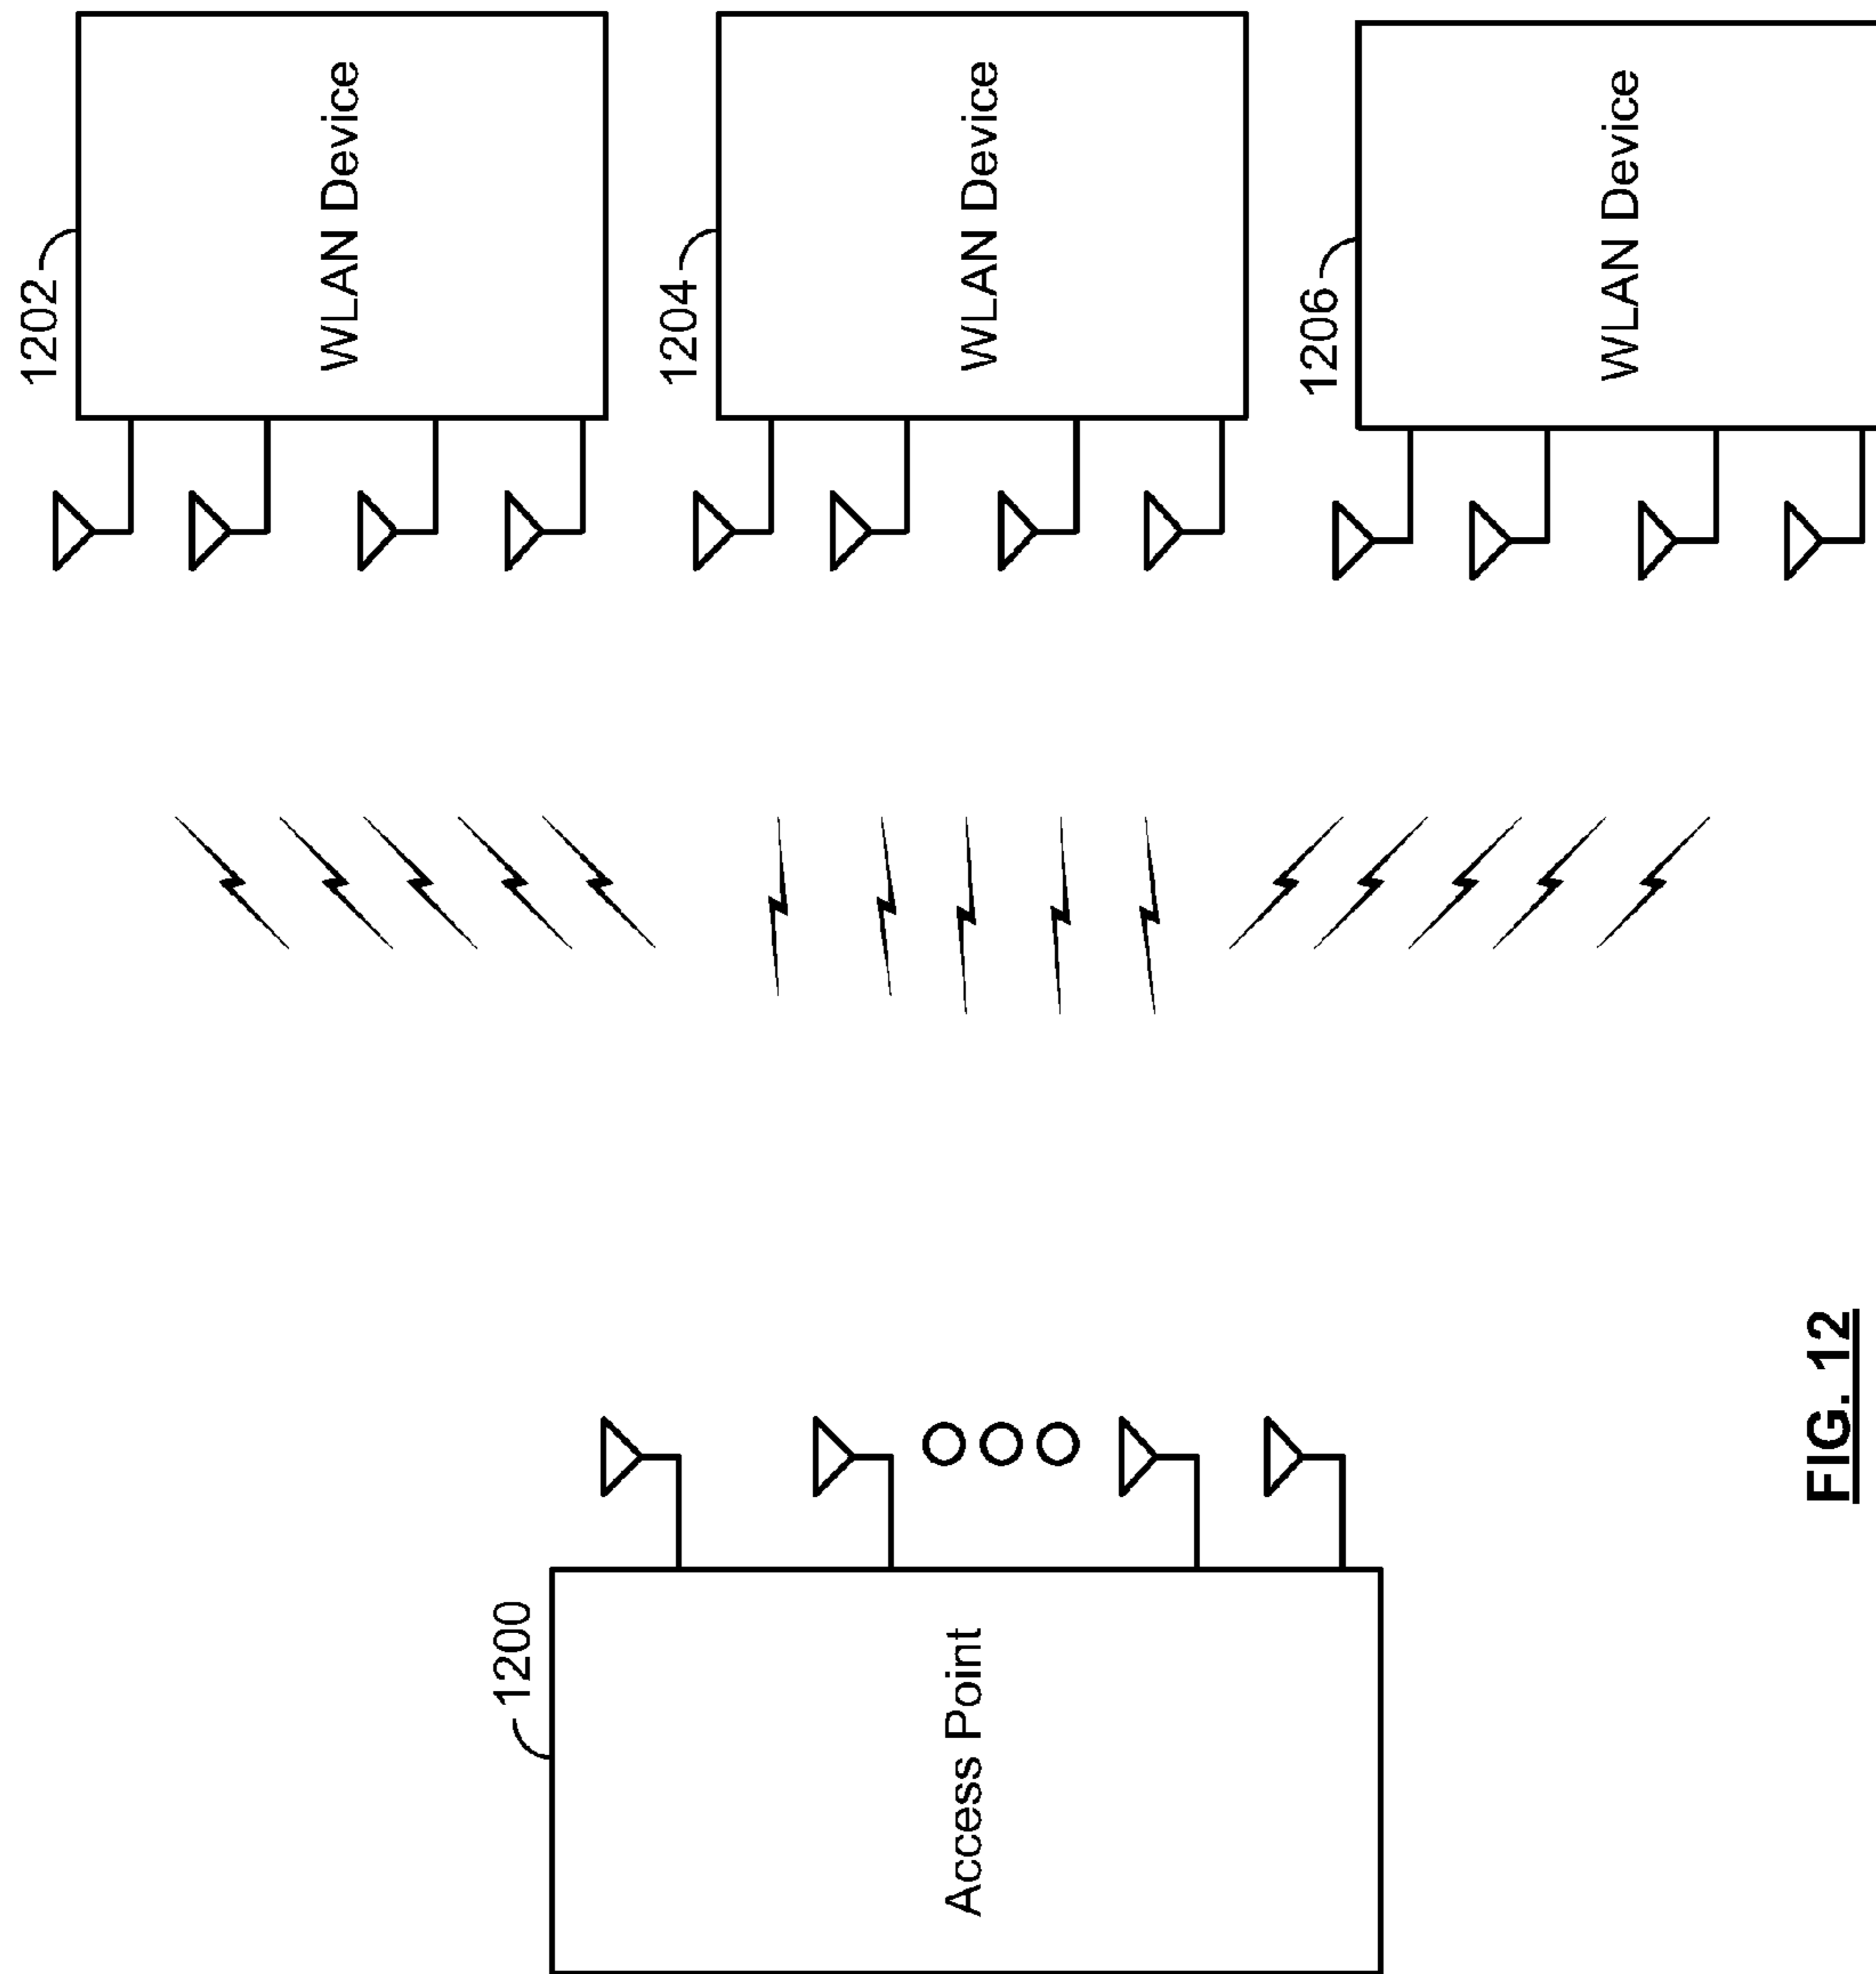 1202
WLAN Device
1204
WLAN Device
1206
WLAN Device
1200
Access Point
FIG. 12